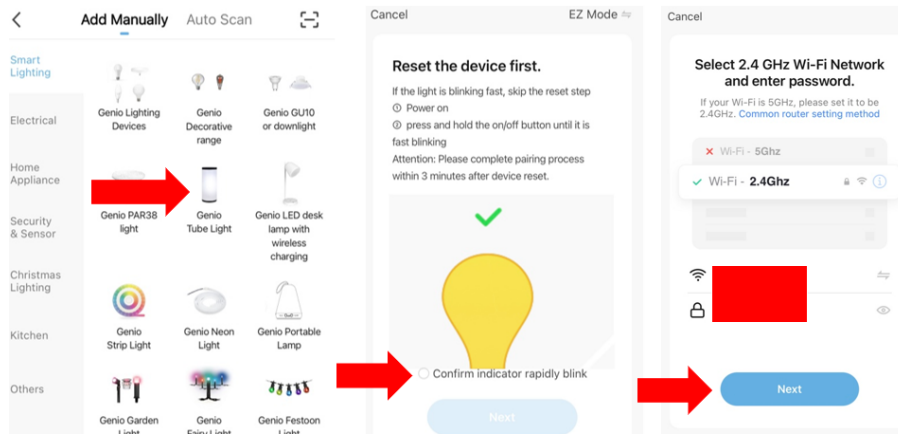 Add Manually
Auto Scan
Smart
Lighting
Electrical
Home
Appliance
Security
& Sensor
Christmas
Lighting
Kitchen
Others
Genio Lighting
Devices
Genio
Decorative
range
Genio GU10
or downlight
Genio PAR38
light
Genio
Tube Light
Genio LED desk
lamp with
wireless
charging
Genio
Strip Light
Genio Neon
Light
Genio Portable
Lamp
Genio Garden
Light
Genio
Fairy Light
Genio Festoon
Light
Cancel
EZ Mode
Reset the device first.
If the light is blinking fast, skip the reset step
① Power on
② press and hold the on/off button until it is
fast blinking
Attention: Please complete pairing process
within 3 minutes after device reset.
Confirm indicator rapidly blink
Next
Cancel
Select 2.4 GHz Wi-Fi Network
and enter password.
If your Wi-Fi is 5GHz, please set it to be
2.4GHz. Common router setting method
Wi-Fi - 5Ghz
Wi-Fi - 2.4Ghz
Next